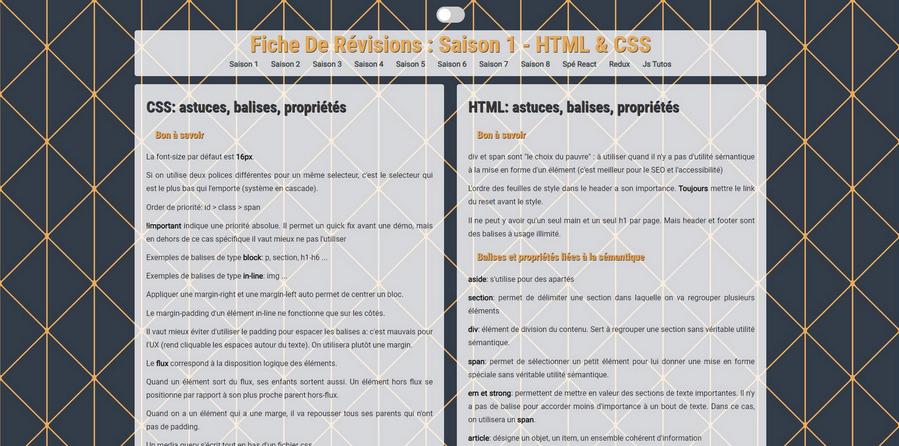 Fiche De Révisions : Saison 1 - HTML & CSS
Saison 1 Saison 2 Saison 3 Saison 4 Saison 5 Saison 6 Saison 7 Saison 8 Spé React Redux Js Tutos
CSS: astuces, balises, propriétés
Bon à savoir
La font-size par défaut est 16px.
Si on utilise deux polices différentes pour un même selecteur, c'est le selecteur qui
est le plus bas qui l'emporte (système en cascade).
Order de priorité: id > class > span
!important indique une priorité absolue. Il permet un quick fix avant une démo, mais
en dehors de ce cas spécifique il vaut mieux ne pas l'utiliser
Exemples de balises de type block: p, section, h1-h6 ...
Exemples de balises de type in-line: img ...
Appliquer une margin-right et une margin-left auto permet de centrer un bloc.
Le margin-padding d'un élément in-line ne fonctionne que sur les côtés.
Il vaut mieux éviter d'utiliser le padding pour espacer les balises a: c'est mauvais pour
l'UX (rend cliquable les espaces autour du texte). On utilisera plutôt une margin.
Le flux correspond à la disposition logique des éléments.
Quand un élément sort du flux, ses enfants sortent aussi. Un élément hors flux se
positionne par rapport à son plus proche parent hors-flux.
Quand on a un élément qui a une marge, il va repousser tous ses parents qui n'ont
pas de padding.
Un media query s'écrit tout en bas d'un fichier css
HTML: astuces, balises, propriétés
Bon à savoir
div et span sont "le choix du pauvre" : à utiliser quand il n'y a pas d'utilité sémantique
à la mise en forme d'un élément (c'est meilleur pour le SEO et l'accessibilité)
L'ordre des feuilles de style dans le header a son importance. Toujours mettre le link
du reset avant le style.
Il ne peut y avoir qu'un seul main et un seul h1 par page. Mais header et footer sont
des balises à usage illimité.
Balises et propriétés liées à la sémantique
aside: s'utilise pour des apartés
section: permet de délimiter une section dans laquelle on va regrouper plusieurs
éléments
div: élément de division du contenu. Sert à regrouper une section sans véritable utilité
sémantique.
span: permet de sélectionner un petit élément pour lui donner une mise en forme
spéciale sans véritable utilité sémantique.
em et strong: permettent de mettre en valeur des sections de texte importantes. Il n'y
a pas de balise pour accorder moins d'importance à un bout de texte. Dans ce cas,
on utilisera un span.
article: désigne un objet, un item, un ensemble cohérent d'information